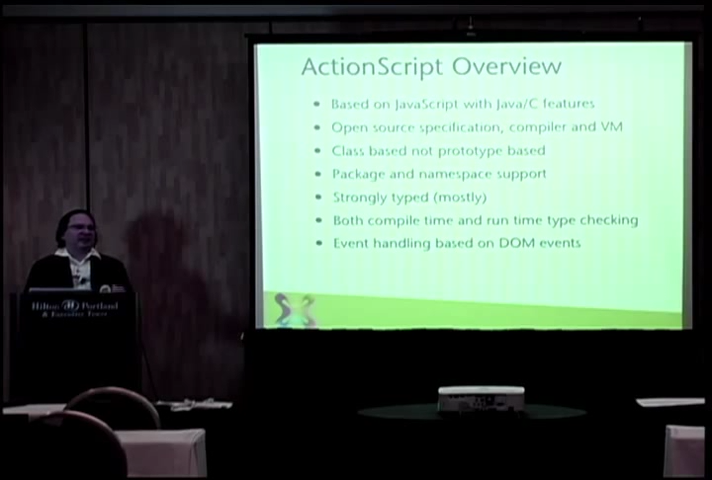 ActionScript Overview
Based on JavaScript with Java/C features
Open source specification, compiler and VM
Class based not prototype based
Package and namespace support
Strongly typed (mostly)
Both compile time and run time type checking
Event handling based on DOM events
Hilton H Portland
& Executive Tower